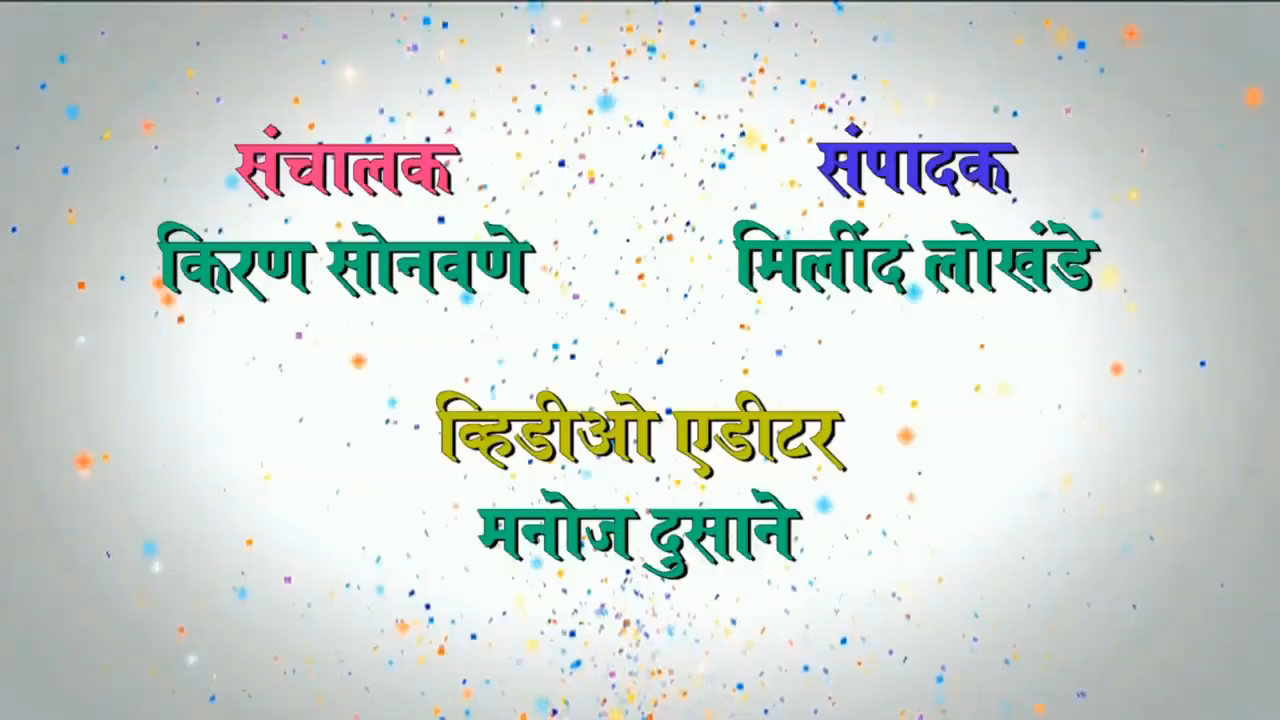 संचालक
किरण सोनवणे
संपादक
मिलींद लोखंडे
व्हिडीओ एडीटर
मनोज दुसाने